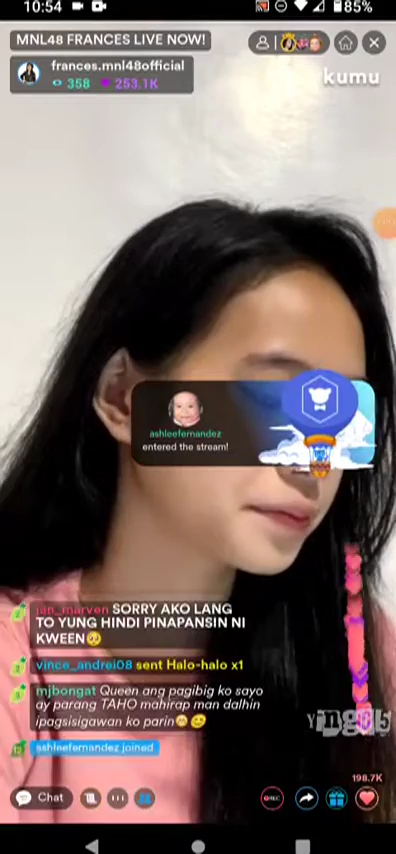 10:54
85%
MNL48 FRANCES LIVE NOW!
frances.mnl48official
358 253.1K
kumu
ashleefernandez
entered the stream!
jan_marven SORRY AKO LANG
TO YUNG HINDI PINAPANSIN NI
KWEEN🥺
vince_andrei08 sent Halo-halo x1
mjbongat Queen ang pagibig ko sayo
ay parang TAHO mahirap man dalhin
ipagsisigawan ko parin😁😊
ashleefernandez joined
198.7K
Chat
REC